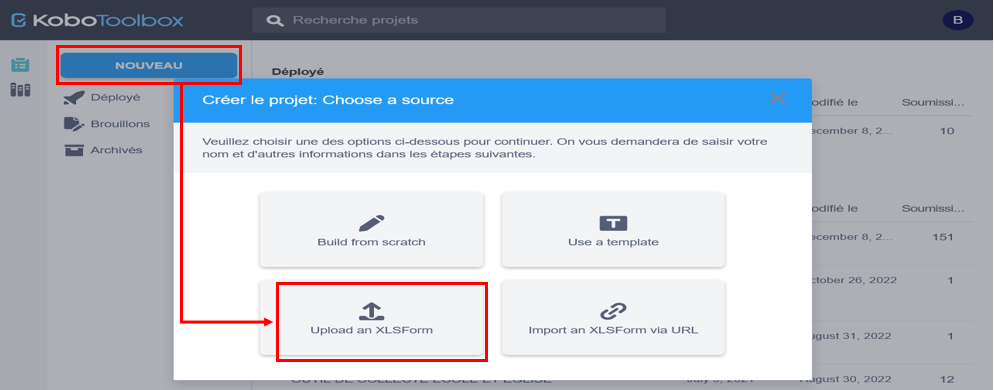 KoboToolbox
Recherche projets
B
NOUVEAU
Déployé
Brouillons
Archivés
Déployé
Créer le projet: Choose a source
Veuillez choisir une des options ci-dessous pour continuer. On vous demandera de saisir votre
nom et d'autres informations dans les étapes suivantes.
Build from scratch
Use a template
Upload an XLSForm
Import an XLSForm via URL
odifié le Soumissi...
ecember 8, 2... 10
odifié le Soumissi...
ecember 8, 2... 151
ctober 26, 2022 1
ugust 31, 2022 1
August 30, 2022 12